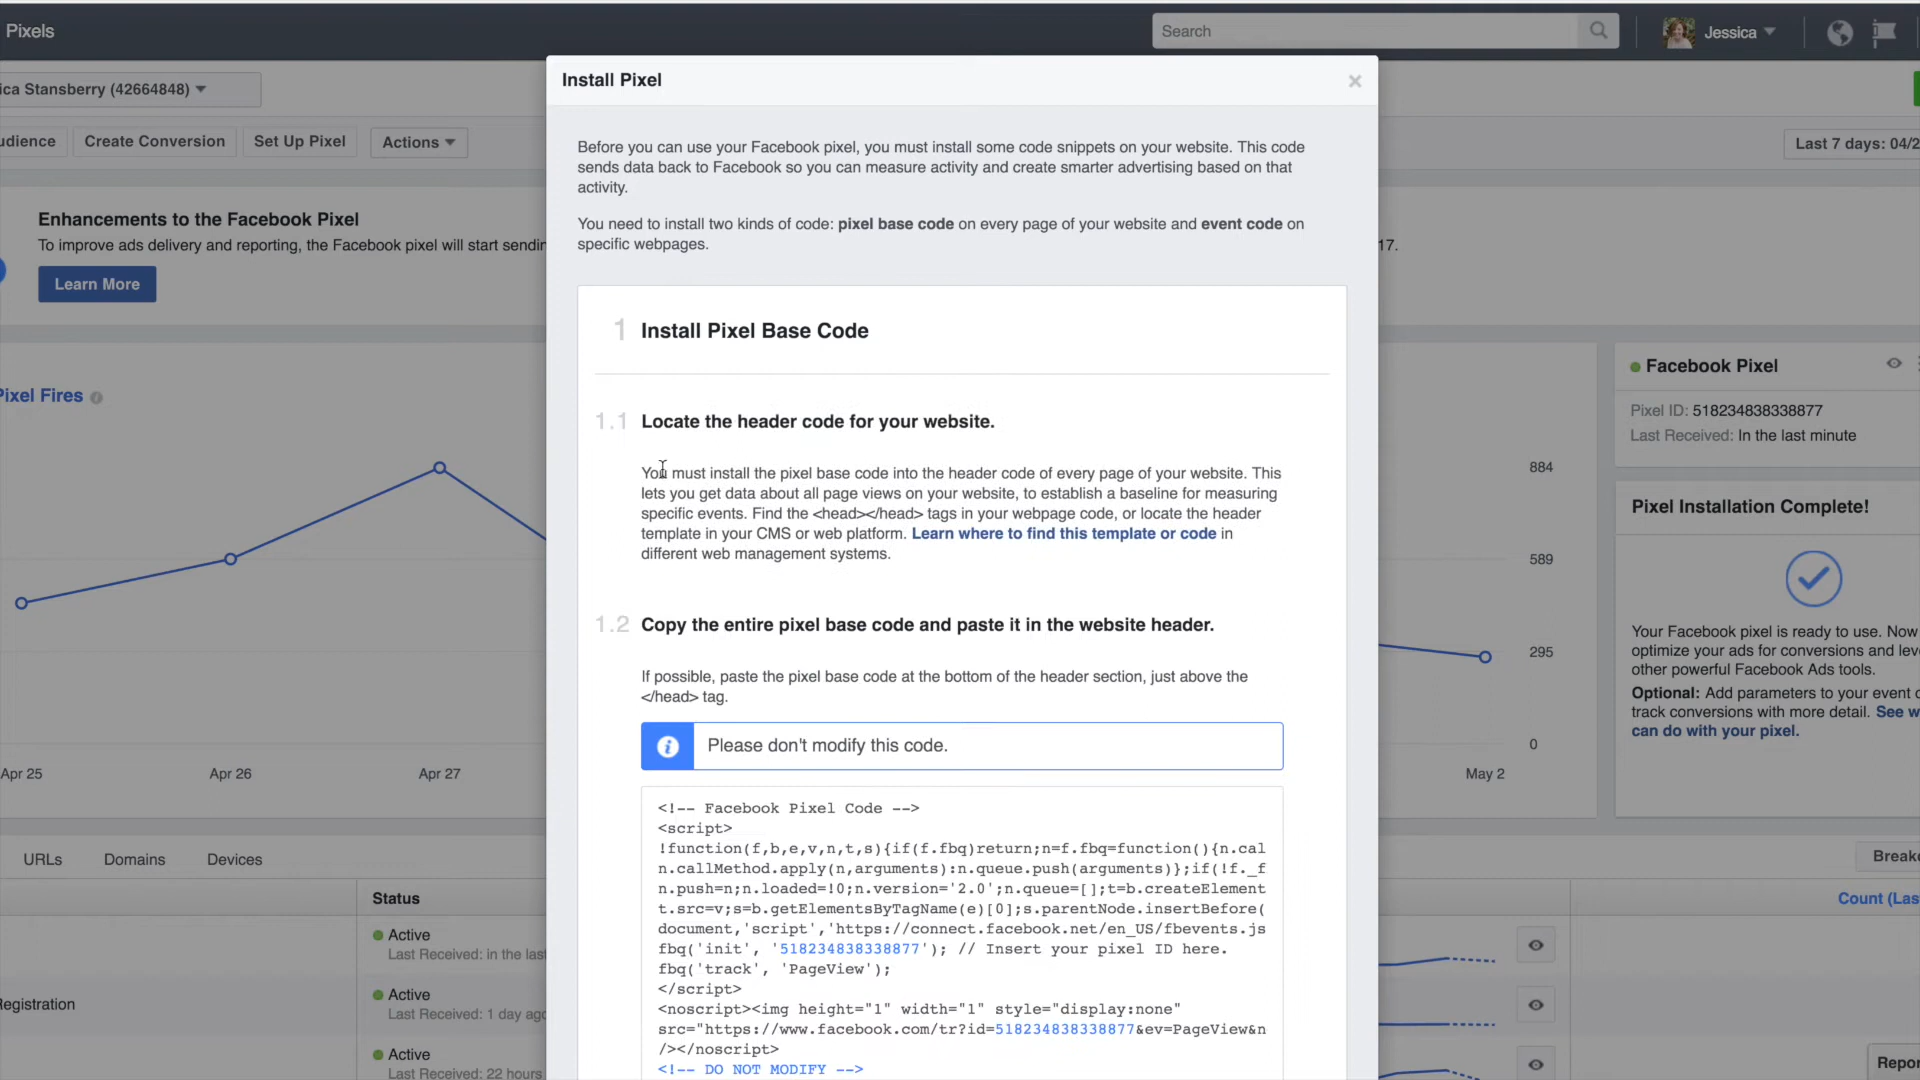 Pixels
Search
Jessica
ica Stansberry (42664848)
udience
Create Conversion
Set Up Pixel
Actions
Last 7 days: 04/2
Enhancements to the Facebook Pixel
To improve ads delivery and reporting, the Facebook pixel will start sendin
17.
Learn More
Pixel Fires
Apr 25
Apr 26
Apr 27
Install Pixel
Before you can use your Facebook pixel, you must install some code snippets on your website. This code
sends data back to Facebook so you can measure activity and create smarter advertising based on that
activity.
You need to install two kinds of code: pixel base code on every page of your website and event code on
specific webpages.
1 Install Pixel Base Code
1.1 Locate the header code for your website.
You must install the pixel base code into the header code of every page of your website. This
lets you get data about all page views on your website, to establish a baseline for measuring
specific events. Find the <head></head> tags in your webpage code, or locate the header
template in your CMS or web platform. Learn where to find this template or code in
different web management systems.
1.2 Copy the entire pixel base code and paste it in the website header.
If possible, paste the pixel base code at the bottom of the header section, just above the
</head> tag.
Please don't modify this code.
<!-- Facebook Pixel Code -->
<script>
!function(f,b,e,v,n,t,s){if(f.fbq)return;n=f.fbq=function(){n.cal
n.callMethod.apply(n,arguments):n.queue.push(arguments)};if(!f._f
n.push=n;n.loaded=!0;n.version='2.0';n.queue=[];t=b.createElement
t.src=v;s=b.getElementsByTagName(e)[0];s.parentNode.insertBefore(
document,'script','https://connect.facebook.net/en_US/fbevents.js
fbq('init', '518234838338877'); // Insert your pixel ID here.
fbq('track', 'PageView');
</script>
<noscript><img height="1" width="1" style="display:none"
src="https://www.facebook.com/tr?id=518234838338877&ev=PageView&n
/></noscript>
<!-- DO NOT MODIFY -->
884
589
295
0
May 2
Facebook Pixel
Pixel ID: 518234838338877
Last Received: In the last minute
Pixel Installation Complete!
Your Facebook pixel is ready to use. Now
optimize your ads for conversions and leve
other powerful Facebook Ads tools.
Optional: Add parameters to your event c
track conversions with more detail. See w
can do with your pixel.
URLs
Domains
Devices
Breake
Status
Count (Las
Active
Last Received: in the last
Registration
Active
Last Received: 1 day ago
Active
Last Received: 22 hours
Repor